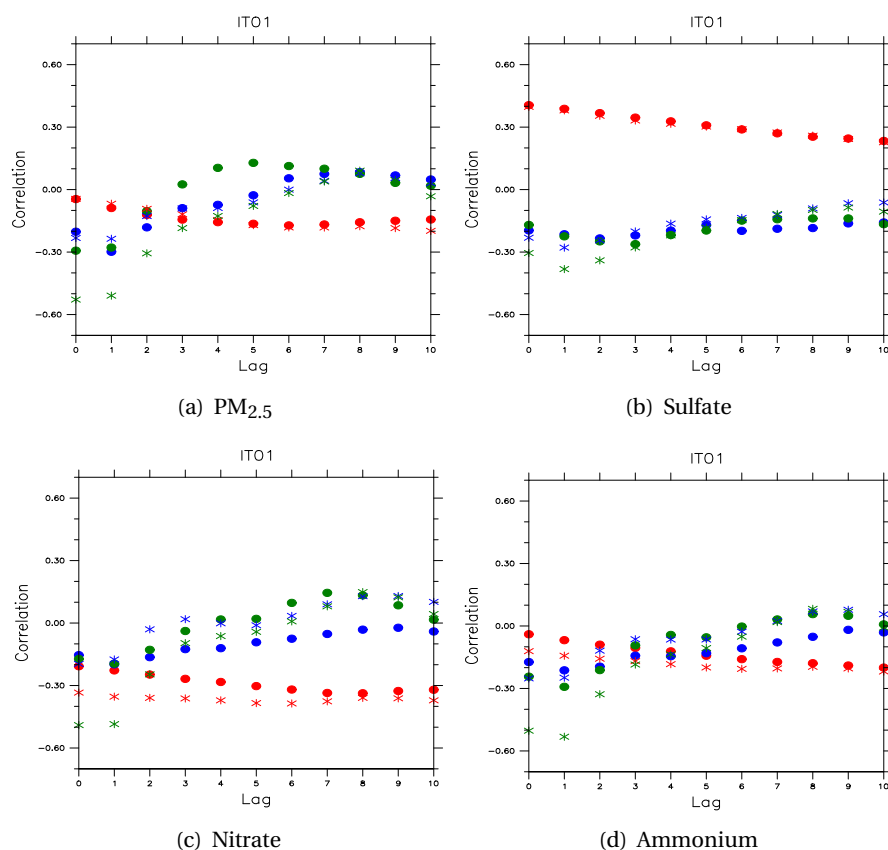 ITO1
0.60
0.30
0.00
−0.30
−0.60
Correlation
0 1 2 3 4 5 6 7 8 9 10
Lag
(a) PM2.5
ITO1
0.60
0.30
0.00
−0.30
−0.60
Correlation
0 1 2 3 4 5 6 7 8 9 10
Lag
(b) Sulfate
ITO1
0.60
0.30
0.00
−0.30
−0.60
Correlation
0 1 2 3 4 5 6 7 8 9 10
Lag
(c) Nitrate
ITO1
0.60
0.30
0.00
−0.30
−0.60
Correlation
0 1 2 3 4 5 6 7 8 9 10
Lag
(d) Ammonium